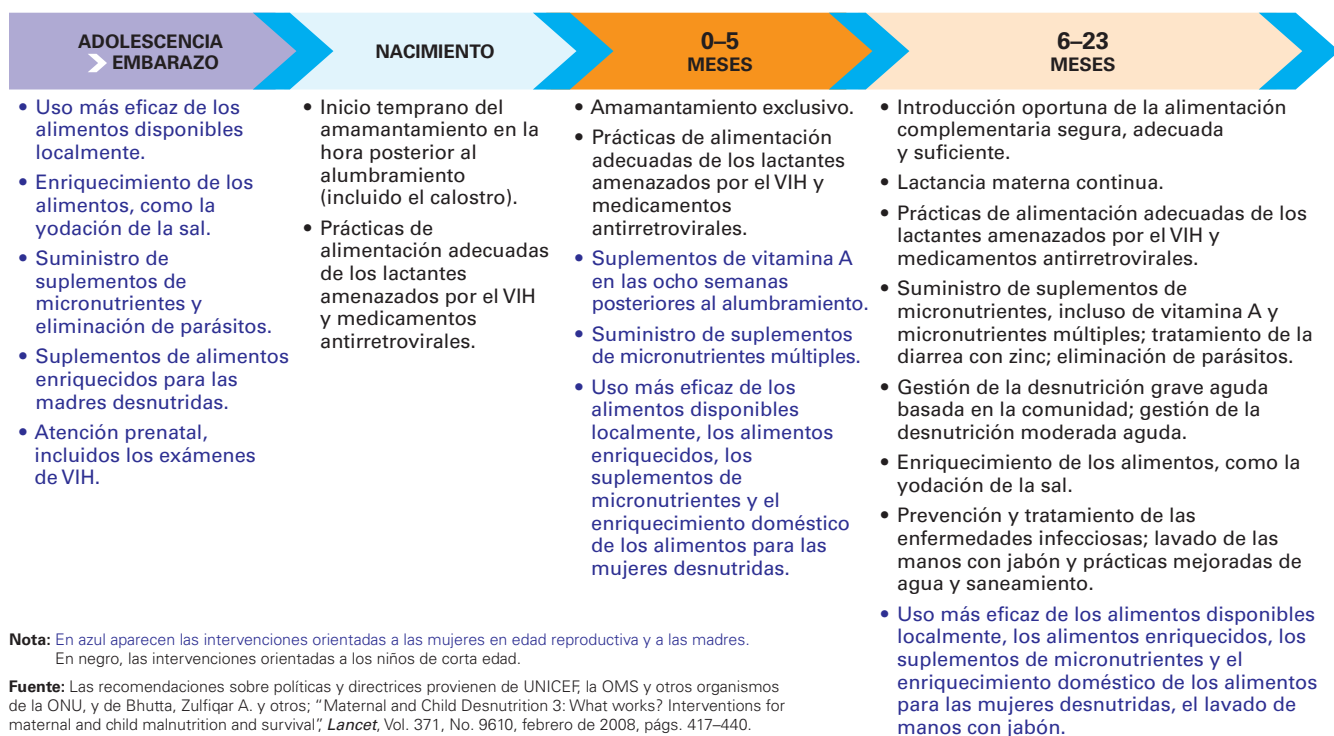 ADOLESCENCIA
EMBARAZO
• Uso más eficaz de los
alimentos disponibles
localmente.
• Enriquecimiento de los
alimentos, como la
yodación de la sal.
• Suministro de
suplementos de
micronutrientes y
eliminación de parásitos.
• Suplementos de alimentos
enriquecidos para las
madres desnutridas.
• Atención prenatal,
incluidos los exámenes
de VIH.
NACIMIENTO
• Inicio temprano del
amamantamiento en la
hora posterior al
alumbramiento
(incluido el calostro).
• Prácticas de
alimentación adecuadas
de los lactantes
amenazados por el VIH
y medicamentos
antirretrovirales.
0–5
MESES
• Amamantamiento exclusivo.
• Prácticas de alimentación
adecuadas de los lactantes
amenazados por el VIH y
medicamentos
antirretrovirales.
• Suplementos de vitamina A
en las ocho semanas
posteriores al alumbramiento.
• Suministro de suplementos
de micronutrientes múltiples.
• Uso más eficaz de los
alimentos disponibles
localmente, los alimentos
enriquecidos, los
suplementos de
micronutrientes y el
enriquecimiento doméstico
de los alimentos para las
mujeres desnutridas.
6–23
MESES
• Introducción oportuna de la alimentación
complementaria segura, adecuada
y suficiente.
• Lactancia materna continua.
• Prácticas de alimentación adecuadas de los
lactantes amenazados por el VIH y
medicamentos antirretrovirales.
• Suministro de suplementos de
micronutrientes, incluso de vitamina A y
micronutrientes múltiples; tratamiento de la
diarrea con zinc; eliminación de parásitos.
• Gestión de la desnutrición grave aguda
basada en la comunidad; gestión de la
desnutrición moderada aguda.
• Enriquecimiento de los alimentos, como la
yodación de la sal.
• Prevención y tratamiento de las
enfermedades infecciosas; lavado de las
manos con jabón y prácticas mejoradas de
agua y saneamiento.
• Uso más eficaz de los alimentos disponibles
localmente, los alimentos enriquecidos, los
suplementos de micronutrientes y el
enriquecimiento doméstico de los alimentos
para las mujeres desnutridas, el lavado de
manos con jabón.
Nota: En azul aparecen las intervenciones orientadas a las mujeres en edad reproductiva y a las madres.
En negro, las intervenciones orientadas a los niños de corta edad.
Fuente: Las recomendaciones sobre políticas y directrices provienen de UNICEF, la OMS y otros organismos
de la ONU, y de Bhutta, Zulfiqar A. y otros; “Maternal and Child Desnutrition 3: What works? Interventions for
maternal and child malnutrition and survival”, Lancet, Vol. 371, No. 9610, febrero de 2008, págs. 417–440.